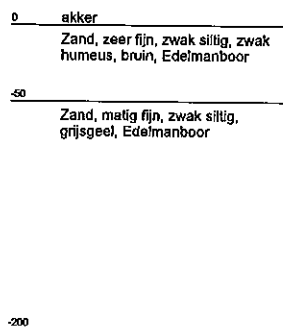 0 akker
Zand, zeer fijn, zwak siltig, zwak
humeus, bruin, Edelmanboor
-50
Zand, matig fijn, zwak siltig,
grijsgeel, Edelmanboor
-200